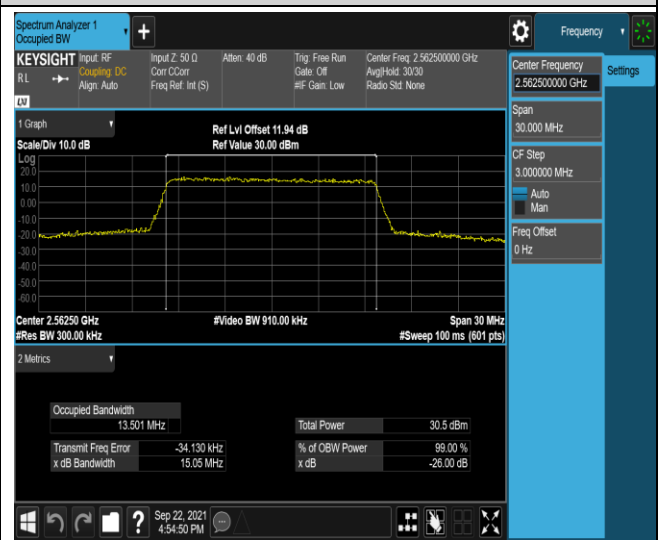 Spectrum Analyzer 1
Occupied BW
Frequency
KEYSIGHT
RL
LXI
Input: RF
Coupling: DC
Align: Auto
Input Z: 50 Ω
Corr CCorr
Freq Ref: Int (S)
Atten: 40 dB
Trig: Free Run
Gate: Off
#IF Gain: Low
Center Freq: 2.562500000 GHz
Avg|Hold: 30/30
Radio Std: None
Center Frequency
2.562500000 GHz
Settings
Span
30.000 MHz
CF Step
3.000000 MHz
Auto
Man
Freq Offset
0 Hz
1 Graph
Scale/Div 10.0 dB
Ref Lvl Offset 11.94 dB
Ref Value 30.00 dBm
Log
20.0
10.0
0.00
-10.0
-20.0
-30.0
-40.0
-50.0
-60.0
Center 2.56250 GHz
#Res BW 300.00 kHz
#Video BW 910.00 kHz
Span 30 MHz
#Sweep 100 ms (601 pts)
2 Metrics
Occupied Bandwidth
13.501 MHz
Total Power 30.5 dBm
Transmit Freq Error -34.130 kHz
% of OBW Power 99.00 %
x dB Bandwidth 15.05 MHz
x dB -26.00 dB
?
Sep 22, 2021
4:54:50 PM